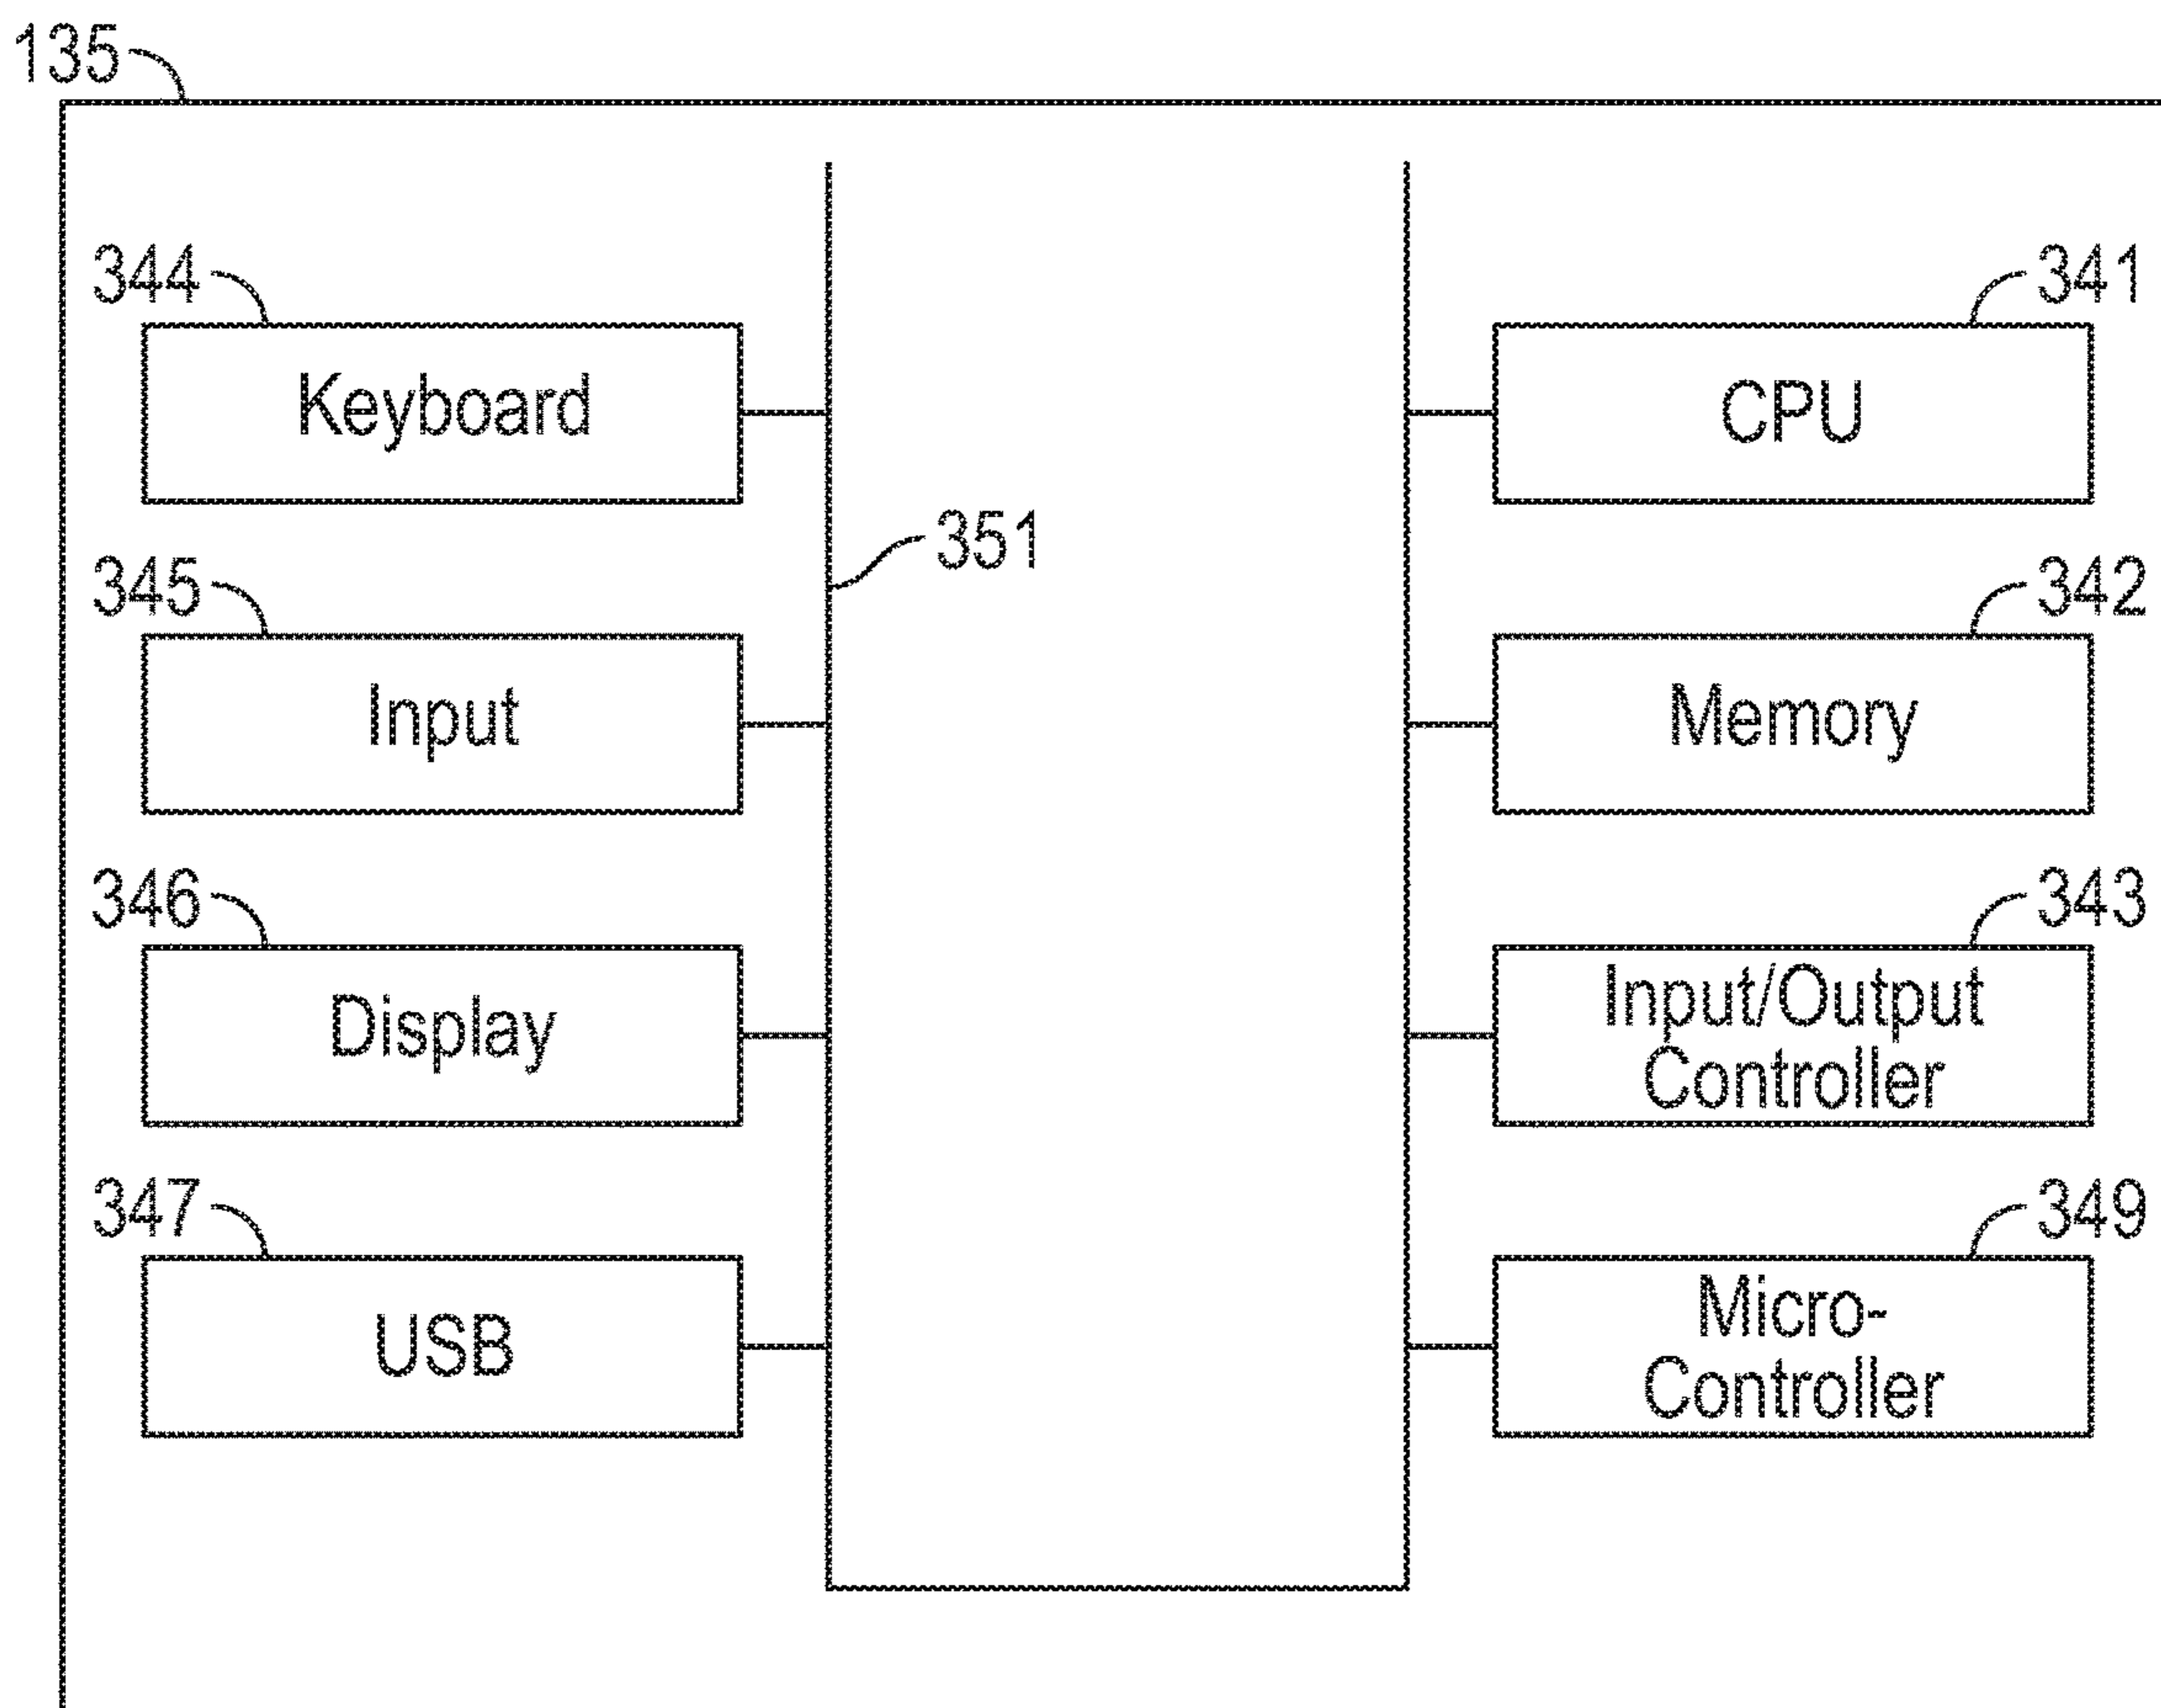 135
344
341
Keyboard
CPU
351
345
342
Input
Memory
346
343
Display
Input/Output
Controller
347
349
USB
Micro-
Controller